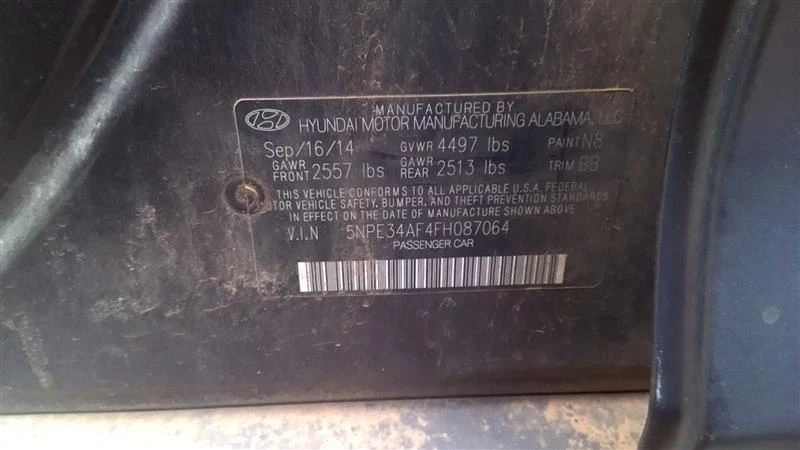 MANUFACTURED BY
HYUNDAI MOTOR MANUFACTURING ALABAMA, LLC
Sep/16/14 GVWR 4497 lbs PAINT N8
GAWR FRONT 2557 lbs GAWR REAR 2513 lbs TRIM BB
THIS VEHICLE CONFORMS TO ALL APPLICABLE U.S.A. FEDERAL
MOTOR VEHICLE SAFETY, BUMPER, AND THEFT PREVENTION STANDARDS
IN EFFECT ON THE DATE OF MANUFACTURE SHOWN ABOVE
V.I.N 5NPE34AF4FH087064
PASSENGER CAR